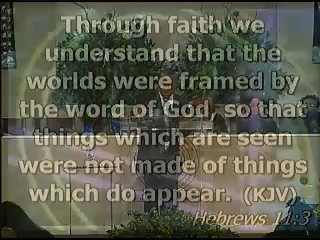 Through faith we
understand that the
worlds were framed by
the word of God, so that
things which are seen
were not made of things
which do appear. (KJV)
Hebrews 11:3